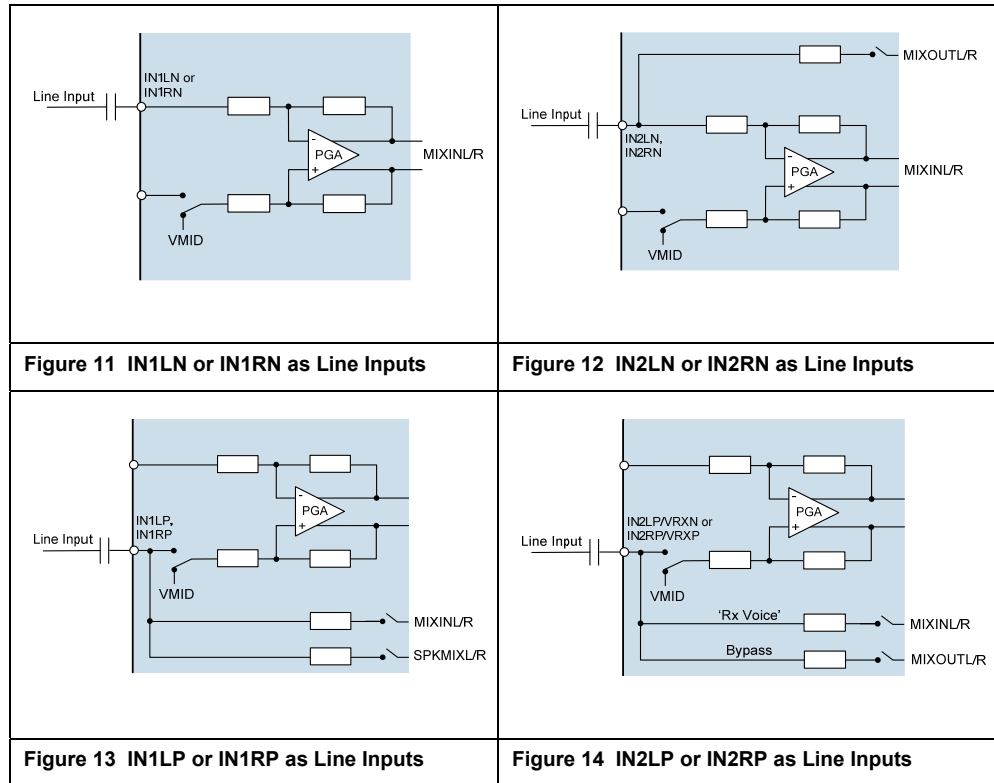 IN1LN or
IN1RN
Line Input
PGA
MIXINL/R
VMID
Figure 11 IN1LN or IN1RN as Line Inputs
MIXOUTL/R
Line Input
IN2LN,
IN2RN
PGA
MIXINL/R
VMID
Figure 12 IN2LN or IN2RN as Line Inputs
PGA
IN1LP,
IN1RP
Line Input
VMID
MIXINL/R
SPKMIXL/R
Figure 13 IN1LP or IN1RP as Line Inputs
PGA
IN2LP/VRXN or
IN2RP/VRXP
Line Input
VMID
'Rx Voice'
MIXINL/R
Bypass
MIXOUTL/R
Figure 14 IN2LP or IN2RP as Line Inputs